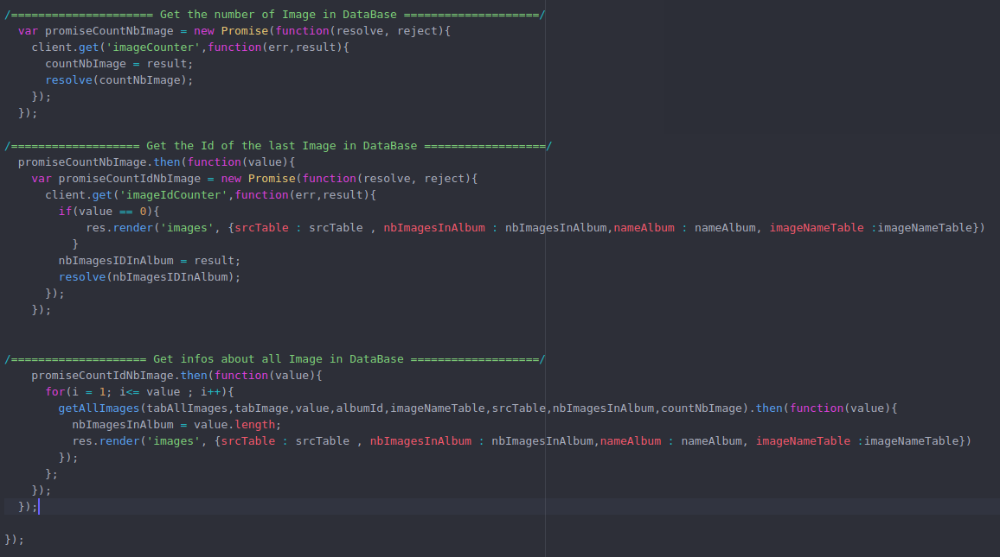 /===================== Get the number of Image in DataBase ====================/
  var promiseCountNbImage = new Promise(function(resolve, reject){
    client.get('imageCounter',function(err,result){
      countNbImage = result;
      resolve(countNbImage);
    });
  });

/=================== Get the Id of the last Image in DataBase ==================/
  promiseCountNbImage.then(function(value){
    var promiseCountIdNbImage = new Promise(function(resolve, reject){
      client.get('imageIdCounter',function(err,result){
        if(value == 0){
            res.render('images', {srcTable : srcTable , nbImagesInAlbum : nbImagesInAlbum,nameAlbum : nameAlbum, imageNameTable :imageNameTable})
          }
        nbImagesIDInAlbum = result;
        resolve(nbImagesIDInAlbum);
      });
    });


/==================== Get infos about all Image in DataBase ===================/
    promiseCountIdNbImage.then(function(value){
      for(i = 1; i<= value ; i++){
        getAllImages(tabAllImages,tabImage,value,albumId,imageNameTable,srcTable,nbImagesInAlbum,countNbImage).then(function(value){
          nbImagesInAlbum = value.length;
          res.render('images', {srcTable : srcTable , nbImagesInAlbum : nbImagesInAlbum,nameAlbum : nameAlbum, imageNameTable :imageNameTable})
        });
      };
    });
  });

});